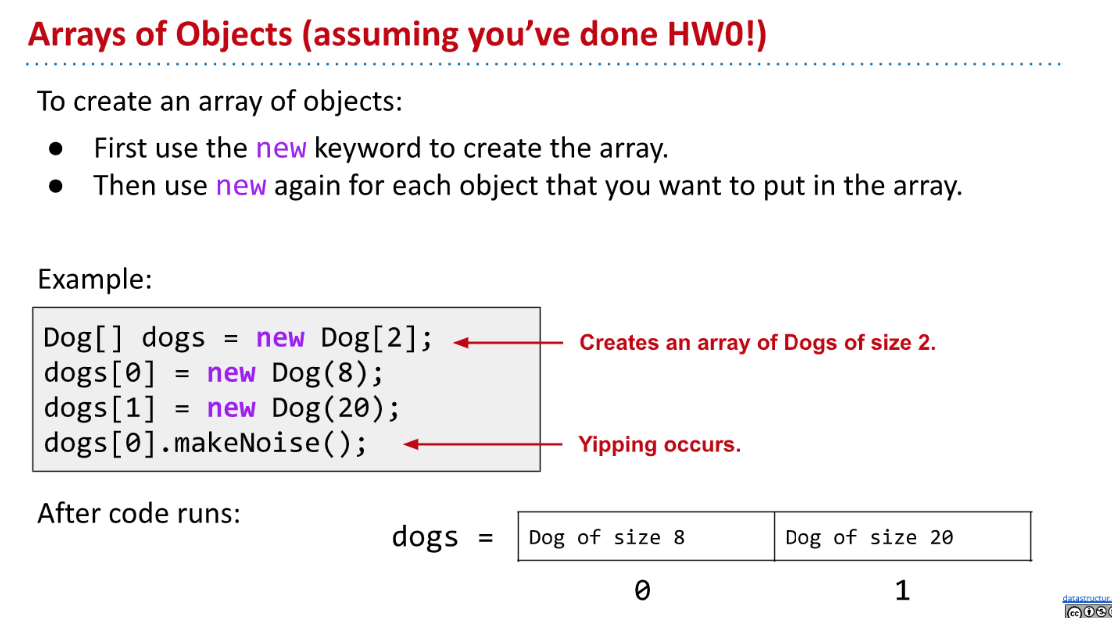 Arrays of Objects (assuming you’ve done HW0!)
To create an array of objects:
● First use the new keyword to create the array.
● Then use new again for each object that you want to put in the array.
Example:
Dog[] dogs = new Dog[2];
Creates an array of Dogs of size 2.
dogs[0] = new Dog(8);
dogs[1] = new Dog(20);
dogs[0].makeNoise();
Yipping occurs.
After code runs:
dogs = Dog of size 8 Dog of size 20
0 1
datastructur.